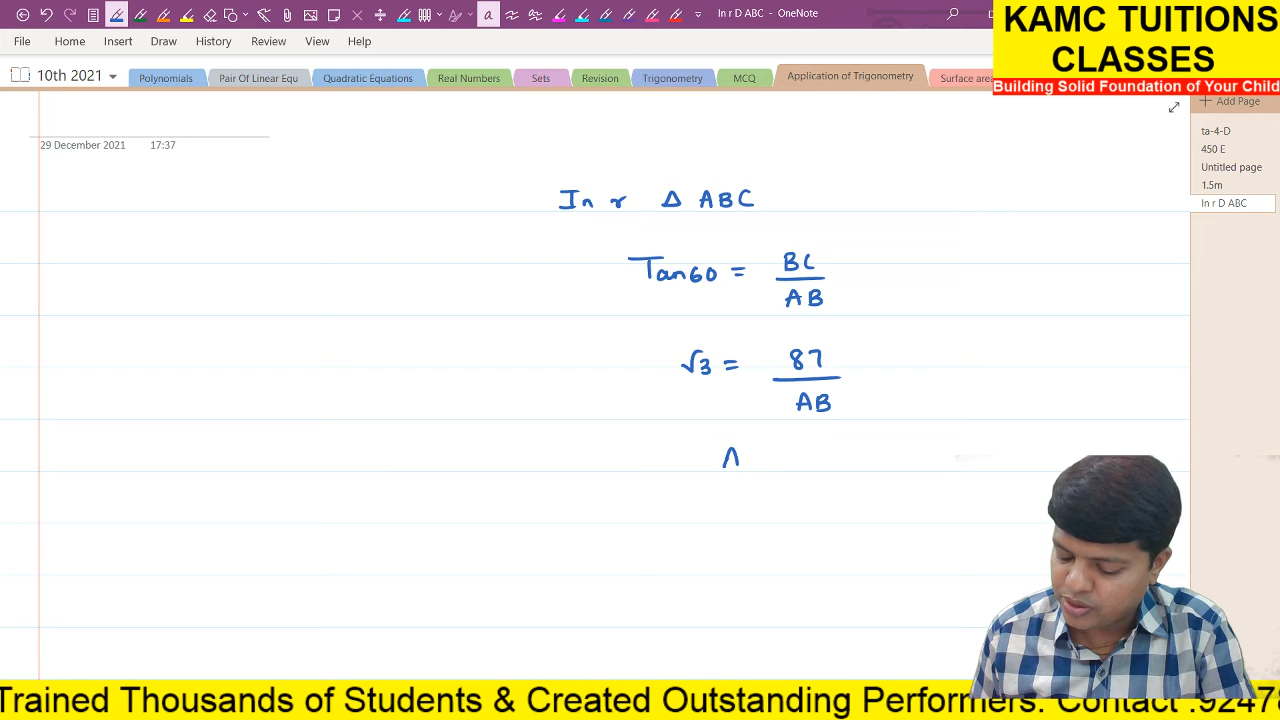 In r D ABC - OneNote
KAMC TUITIONS
CLASSES
Building Solid Foundation of Your Child
File Home Insert Draw History Review View Help
10th 2021
Polynomials Pair Of Linear Equ Quadratic Equations Real Numbers Sets Revision Trigonometry MCQ Application of Trigonometry Surface area
Add Page
ta-4-D
450 E
Untitled page
1.5m
In r D ABC
29 December 2021 17:37
In r Δ ABC
Tan60 = BC
AB
√3 = 87
AB
Trained Thousands of Students & Created Outstanding Performers. Contact :92478